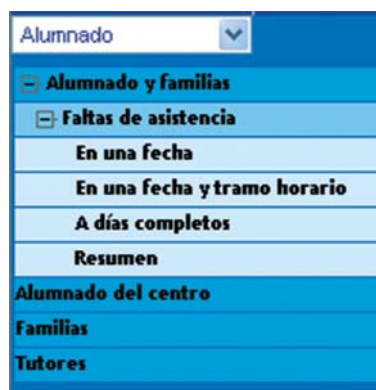 Alumnado
Alumnado y familias
Faltas de asistencia
En una fecha
En una fecha y tramo horario
A días completos
Resumen
Alumnado del centro
Familias
Tutores